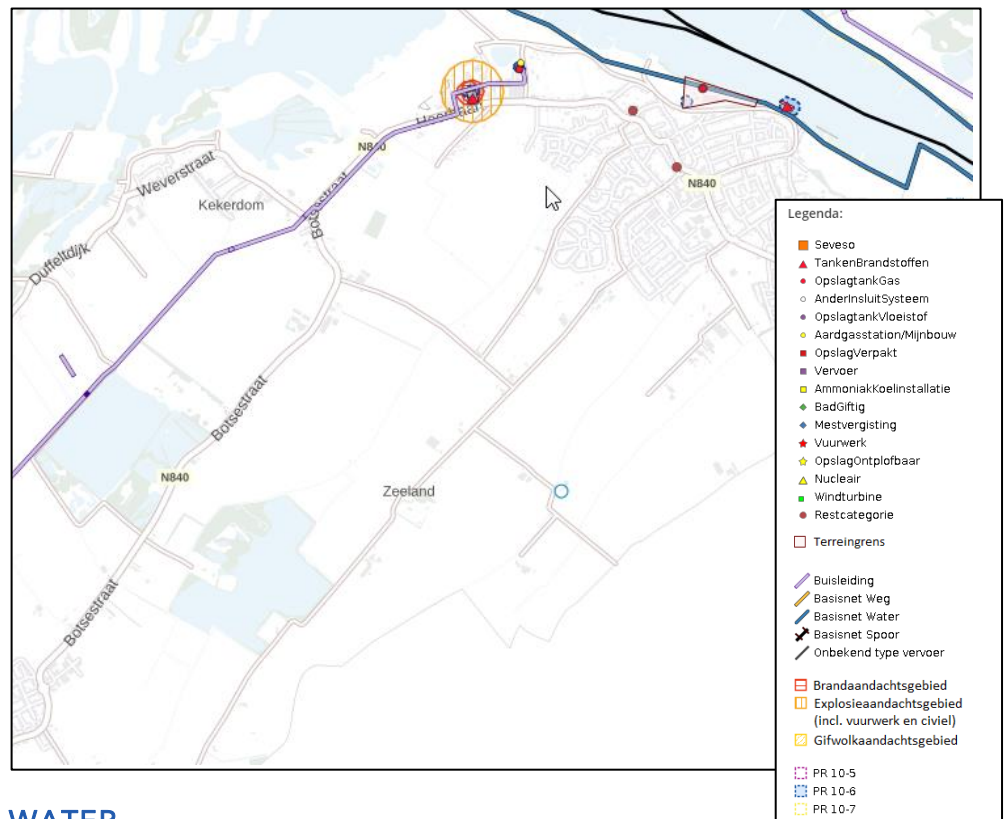 N840
Weverstraat
Kekerdom
Botsestraat
N840
Duffeltdijk
Botsestraat
N840
Zeeland
Botsestraat
Legenda:
Seveso
TankenBrandstoffen
OpslagtankGas
AnderInsluitSysteem
OpslagtankVloeistof
Aardgasstation/Mijnbouw
OpslagVerpakt
Vervoer
AmmoniakKoelinstallatie
BadGiftig
Mestvergisting
Vuurwerk
OpslagOntplofbaar
Nucleair
Windturbine
Restcategorie
Terreingrens
Buisleiding
Basisnet Weg
Basisnet Water
Basisnet Spoor
Onbekend type vervoer
Brandaandachtsgebied
Explosieaandachtsgebied
(incl. vuurwerk en civiel)
Gifwolkaandachtsgebied
PR 10-5
PR 10-6
PR 10-7
WATER